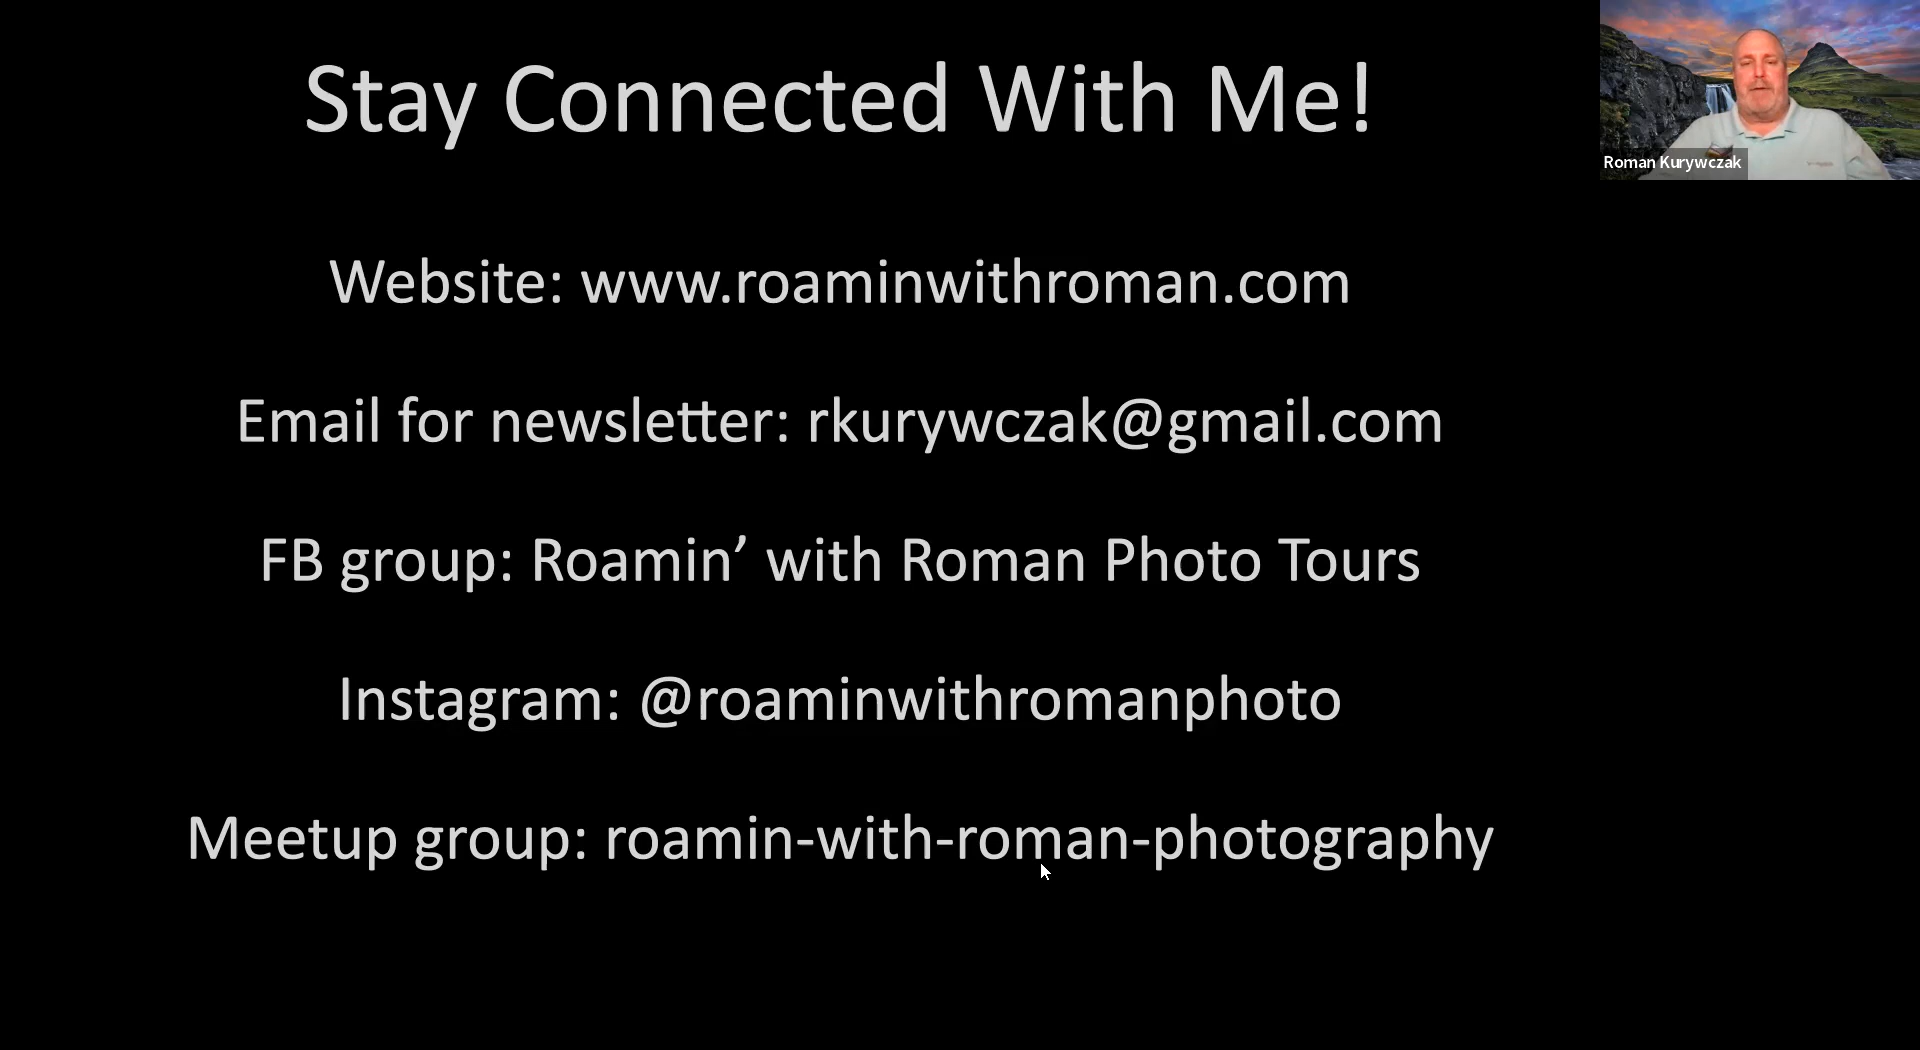 Stay Connected With Me!
Roman Kurywczak
Website: www.roaminwithroman.com
Email for newsletter: rkurywczak@gmail.com
FB group: Roamin’ with Roman Photo Tours
Instagram: @roaminwithromanphoto
Meetup group: roamin-with-roman-photography